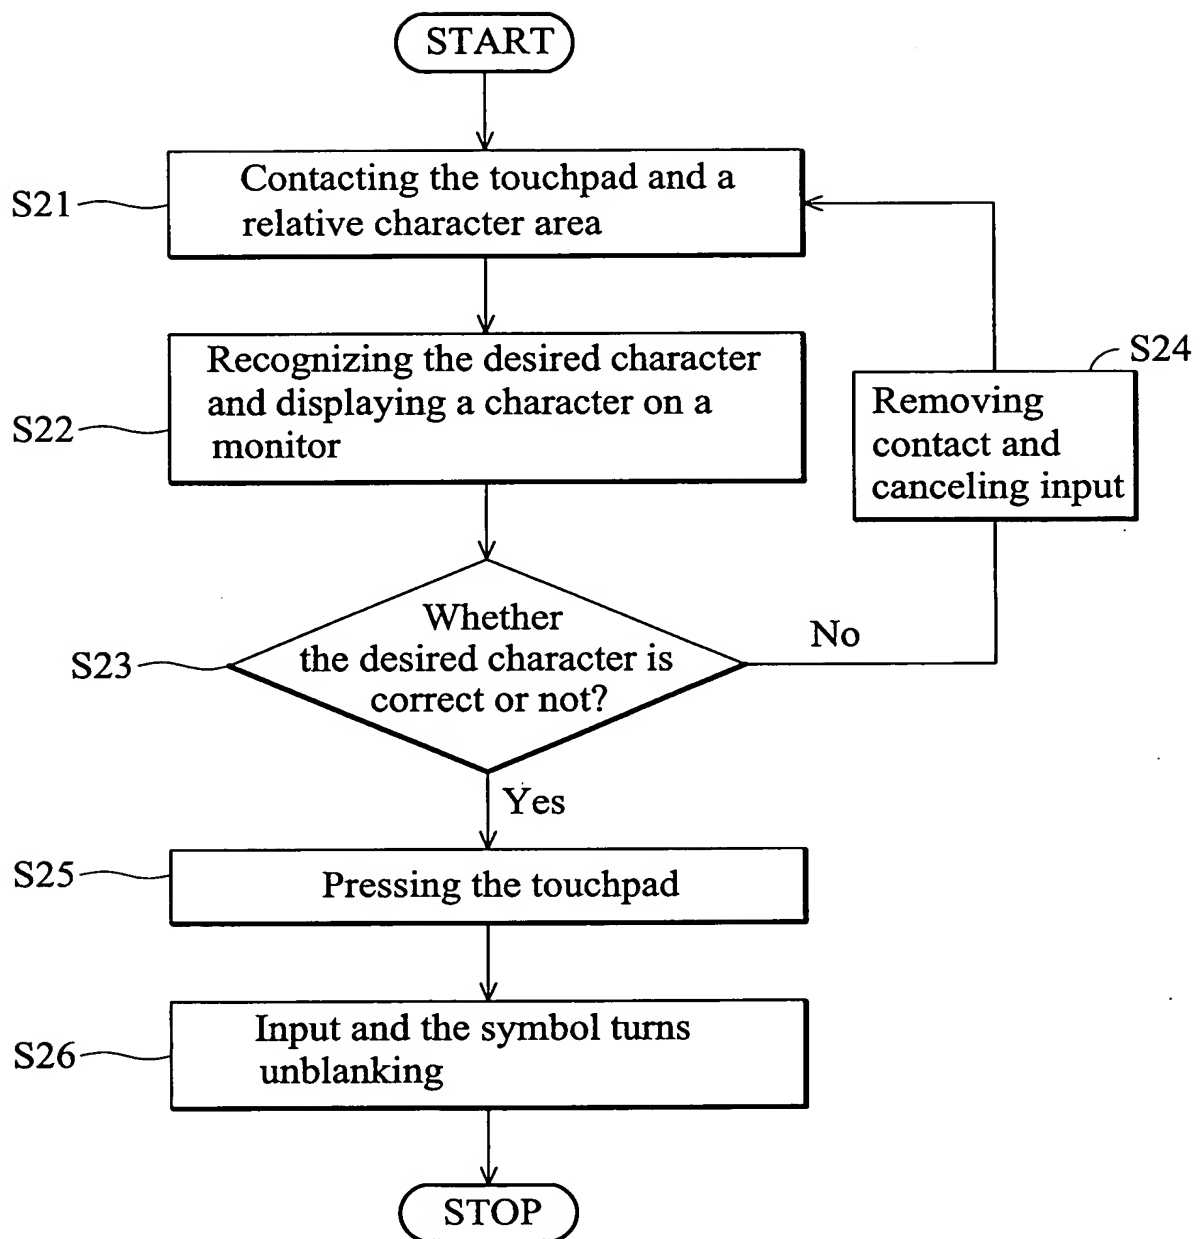 START
S21
Contacting the touchpad and a
relative character area
S22
Recognizing the desired character
and displaying a character on a
monitor
S24
Removing
contact and
canceling input
S23
Whether
the desired character is
correct or not?
No
Yes
S25
Pressing the touchpad
S26
Input and the symbol turns
unblanking
STOP